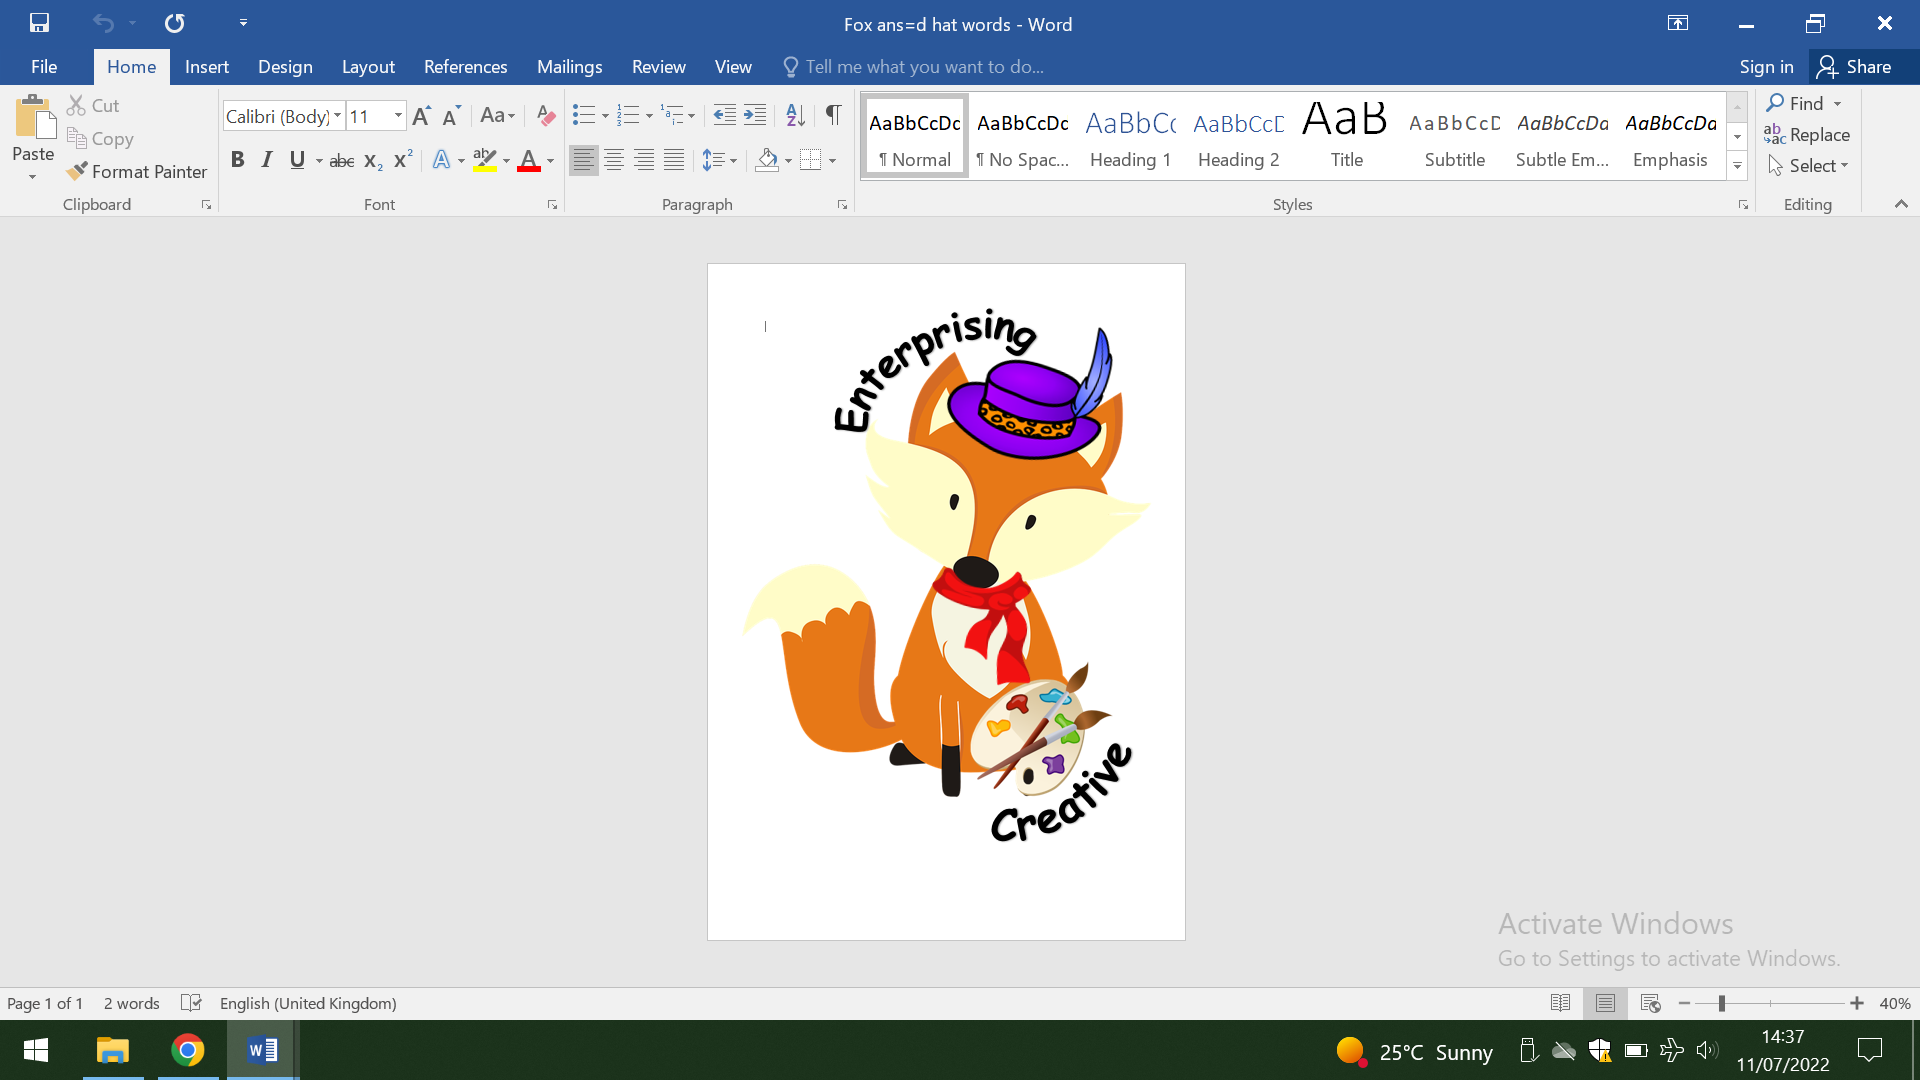 Fox ans=d hat words - Word
File Home Insert Design Layout References Mailings Review View Tell me what you want to do... Sign in Share
Paste
Cut
Copy
Format Painter
Clipboard
Calibri (Body) 11
Font
Paragraph
AaBbCcDc AaBbCcDc AaBbCc AaBbCcD AaB AaBbCcD AaBbCcDd AaBbCcDd
¶ Normal ¶ No Spac... Heading 1 Heading 2 Title Subtitle Subtle Em... Emphasis
Styles
Find
Replace
Select
Editing
Enterprising
Creative
Activate Windows
Go to Settings to activate Windows.
Page 1 of 1 2 words English (United Kingdom) 40%
25°C Sunny
14:37
11/07/2022